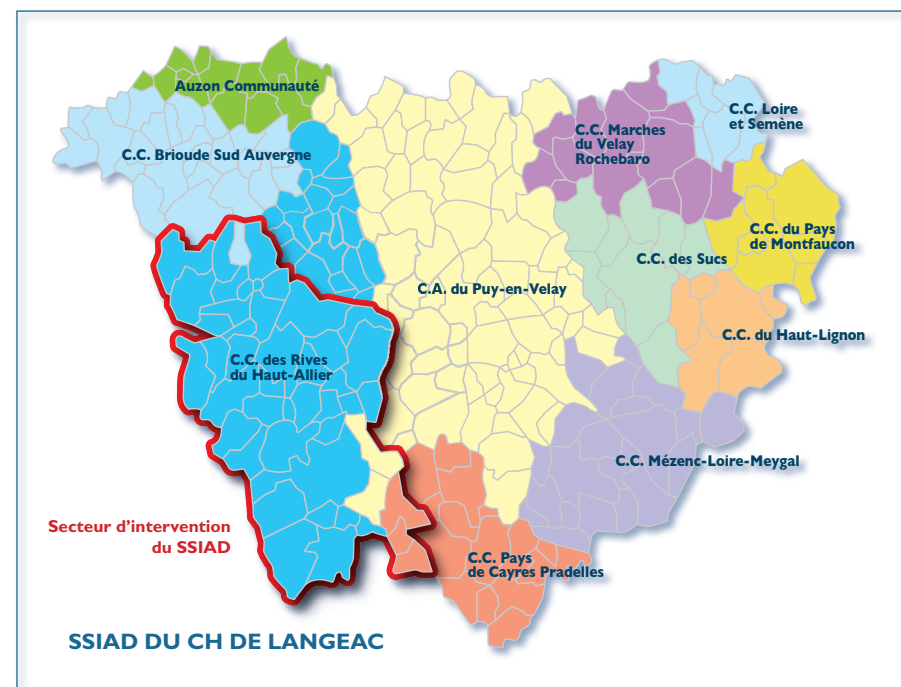 Auzon Communauté
C.C. Loire
et Semène
C.C. Marches
du Velay
Rochebaro
C.C. Brioude Sud Auvergne
C.C. du Pays
de Montfaucon
C.C. des Sucs
C.A. du Puy-en-Velay
C.C. du Haut-Lignon
C.C. des Rives
du Haut-Allier
C.C. Mézenc-Loire-Meygal
Secteur d'intervention
du SSIAD
C.C. Pays
de Cayres Pradelles
SSIAD DU CH DE LANGEAC